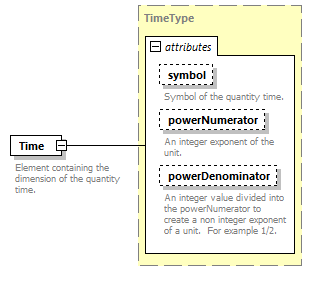 TimeType
attributes
symbol
Symbol of the quantity time.
powerNumerator
An integer exponent of the
unit.
Time
Element containing the
dimension of the quantity
time.
powerDenominator
An integer value divided into
the powerNumerator to
create a non integer exponent
of a unit.  For example 1/2.